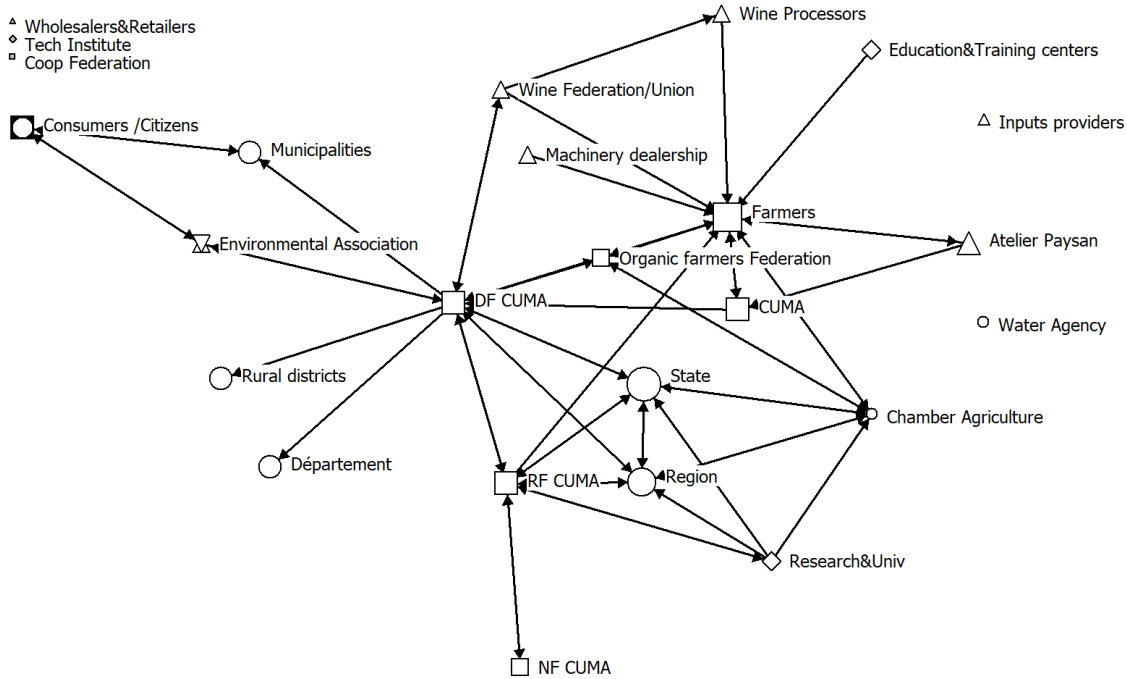 Wholesalers&Retailers
Tech Institute
Coop Federation
Wine Processors
Education&Training centers
Wine Federation/Union
Inputs providers
Consumers /Citizens
Municipalities
Machinery dealership
Farmers
Environmental Association
Organic farmers Federation
Atelier Paysan
DF CUMA
CUMA
Water Agency
Rural districts
State
Chamber Agriculture
Département
RF CUMA
Region
Research&Univ
NF CUMA